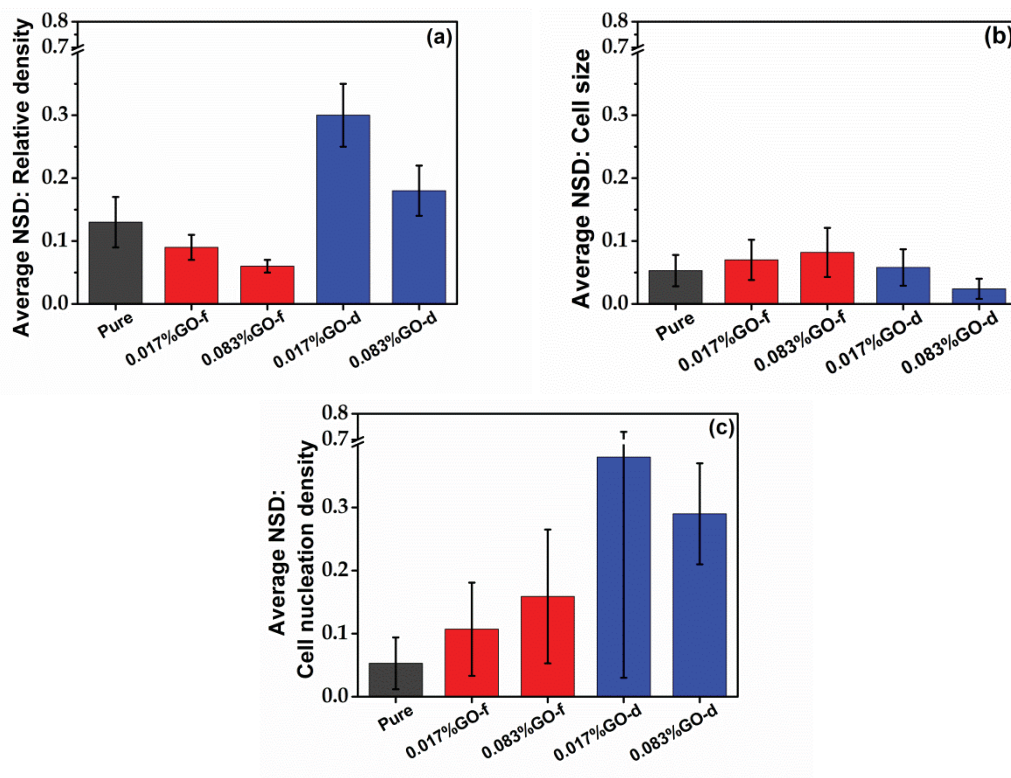 (a)
Average NSD: Relative density
0.8
0.7
0.3
0.2
0.1
0.0
Pure
0.017%GO-f
0.083%GO-f
0.017%GO-d
0.083%GO-d
(b)
Average NSD: Cell size
0.8
0.7
0.3
0.2
0.1
0.0
Pure
0.017%GO-f
0.083%GO-f
0.017%GO-d
0.083%GO-d
(c)
Average NSD:
Cell nucleation density
0.8
0.7
0.3
0.2
0.1
0.0
Pure
0.017%GO-f
0.083%GO-f
0.017%GO-d
0.083%GO-d